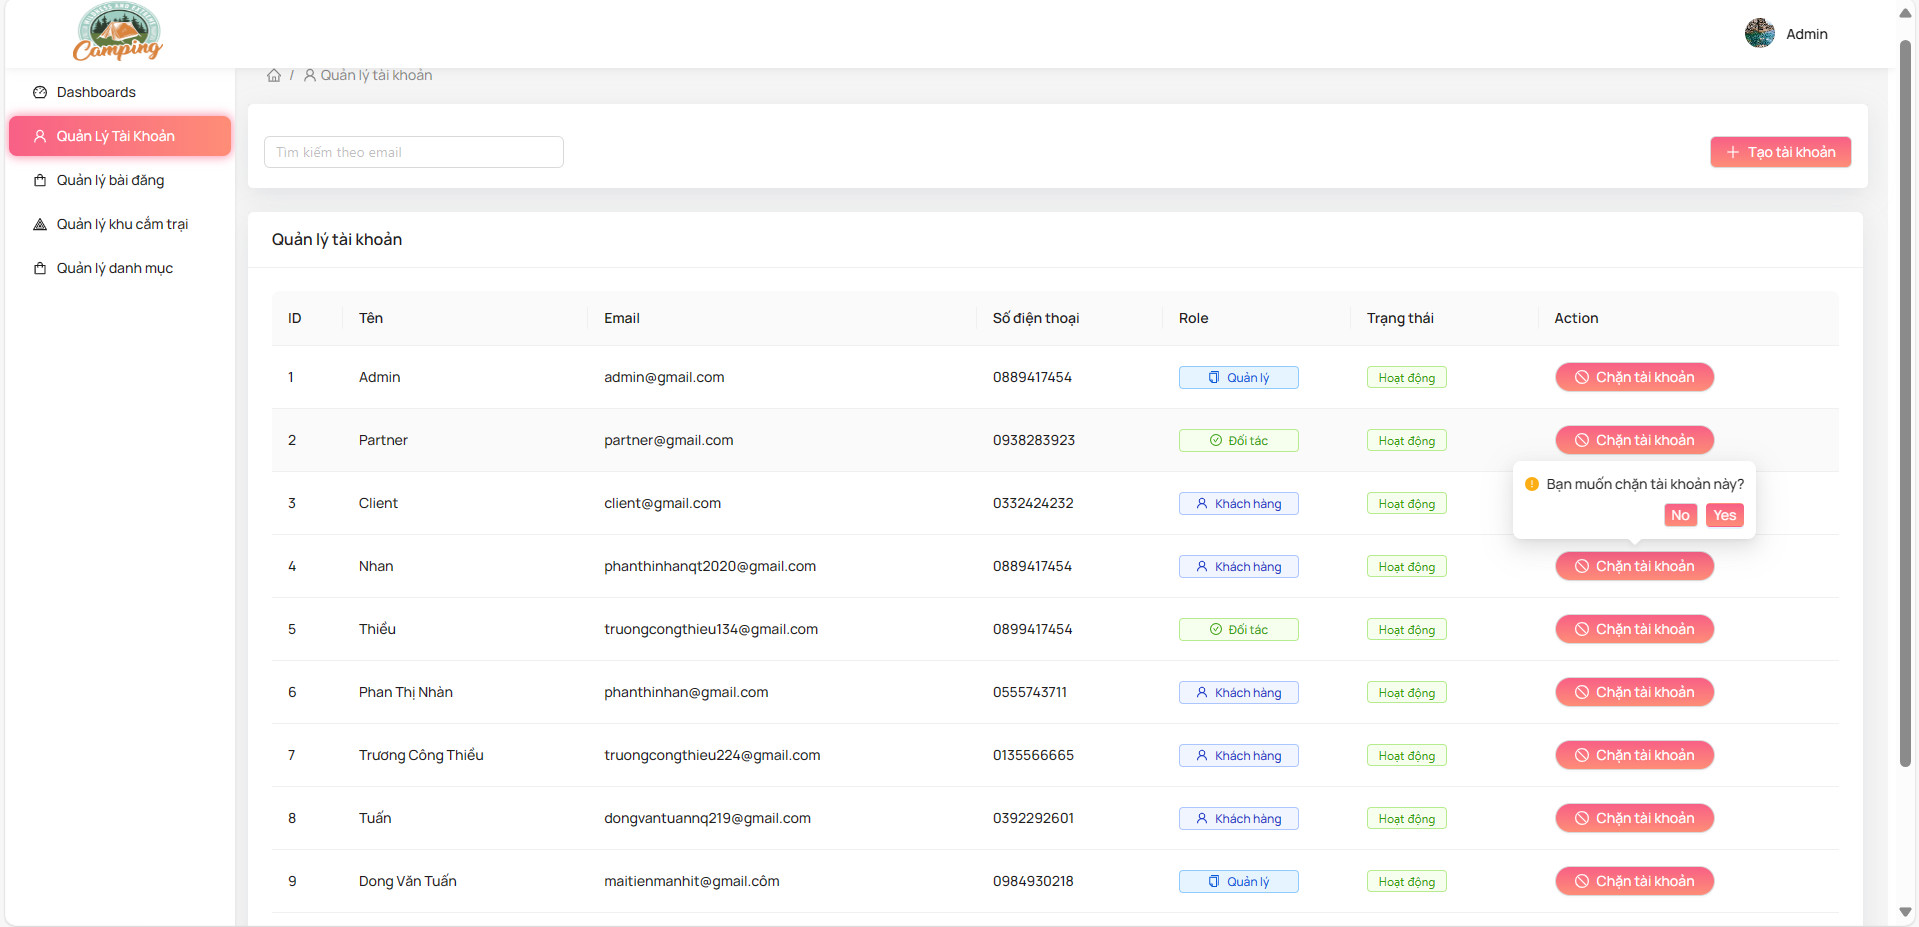 Camping
Admin
Quản lý tài khoản
Dashboards
Quản Lý Tài Khoản
Quản lý bài đăng
Quản lý khu cắm trại
Quản lý danh mục
Tìm kiếm theo email
Tạo tài khoản
Quản lý tài khoản
ID Tên Email Số điện thoại Role Trạng thái Action
1 Admin admin@gmail.com 0889417454 Quản lý Hoạt động Chặn tài khoản
2 Partner partner@gmail.com 0938283923 Đối tác Hoạt động Chặn tài khoản
Bạn muốn chặn tài khoản này?
No Yes
3 Client client@gmail.com 0332424232 Khách hàng Hoạt động
4 Nhan phanthinhanqt2020@gmail.com 0889417454 Khách hàng Hoạt động Chặn tài khoản
5 Thiều truongcongthieu134@gmail.com 0899417454 Đối tác Hoạt động Chặn tài khoản
6 Phan Thị Nhàn phanthinhan@gmail.com 0555743711 Khách hàng Hoạt động Chặn tài khoản
7 Trương Công Thiều truongcongthieu224@gmail.com 0135566665 Khách hàng Hoạt động Chặn tài khoản
8 Tuấn dongvantuannq219@gmail.com 0392292601 Khách hàng Hoạt động Chặn tài khoản
9 Dong Văn Tuấn maitienmanhit@gmail.côm 0984930218 Quản lý Hoạt động Chặn tài khoản